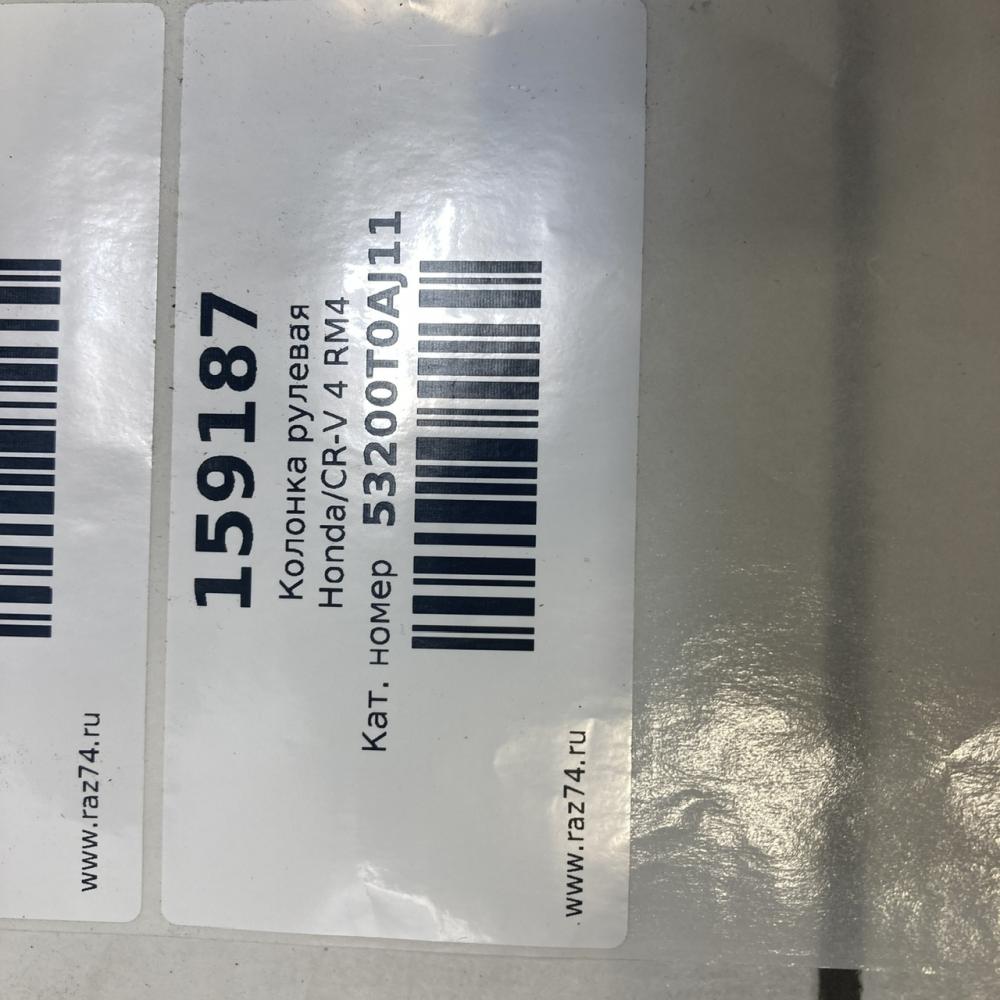 www.raz74.ru
159187
Колонка рулевая
Honda/CR-V 4 RM4
Кат. номер 53200T0AJ11
www.raz74.ru